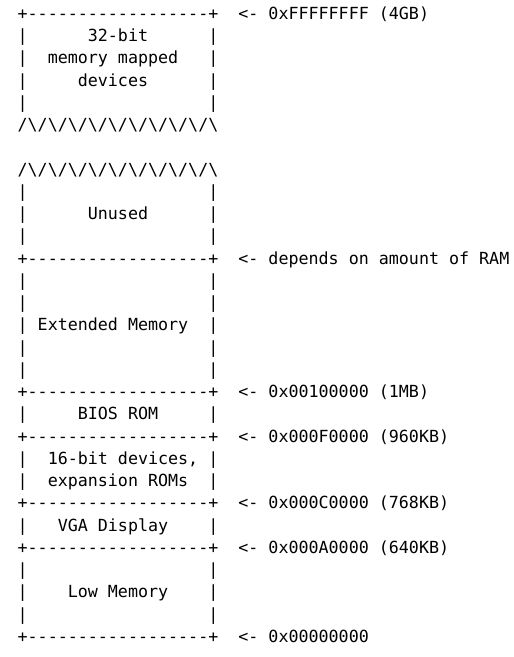 +------------------+  <- 0xFFFFFFFF (4GB)
|      32-bit      |
|  memory mapped   |
|     devices      |
|                  |
/\/\/\/\/\/\/\/\/\/\

/\/\/\/\/\/\/\/\/\/\
|                  |
|      Unused      |
|                  |
+------------------+  <- depends on amount of RAM
|                  |
|                  |
| Extended Memory  |
|                  |
|                  |
+------------------+  <- 0x00100000 (1MB)
|     BIOS ROM     |
+------------------+  <- 0x000F0000 (960KB)
|  16-bit devices, |
|  expansion ROMs  |
+------------------+  <- 0x000C0000 (768KB)
|   VGA Display    |
+------------------+  <- 0x000A0000 (640KB)
|                  |
|    Low Memory    |
|                  |
+------------------+  <- 0x00000000